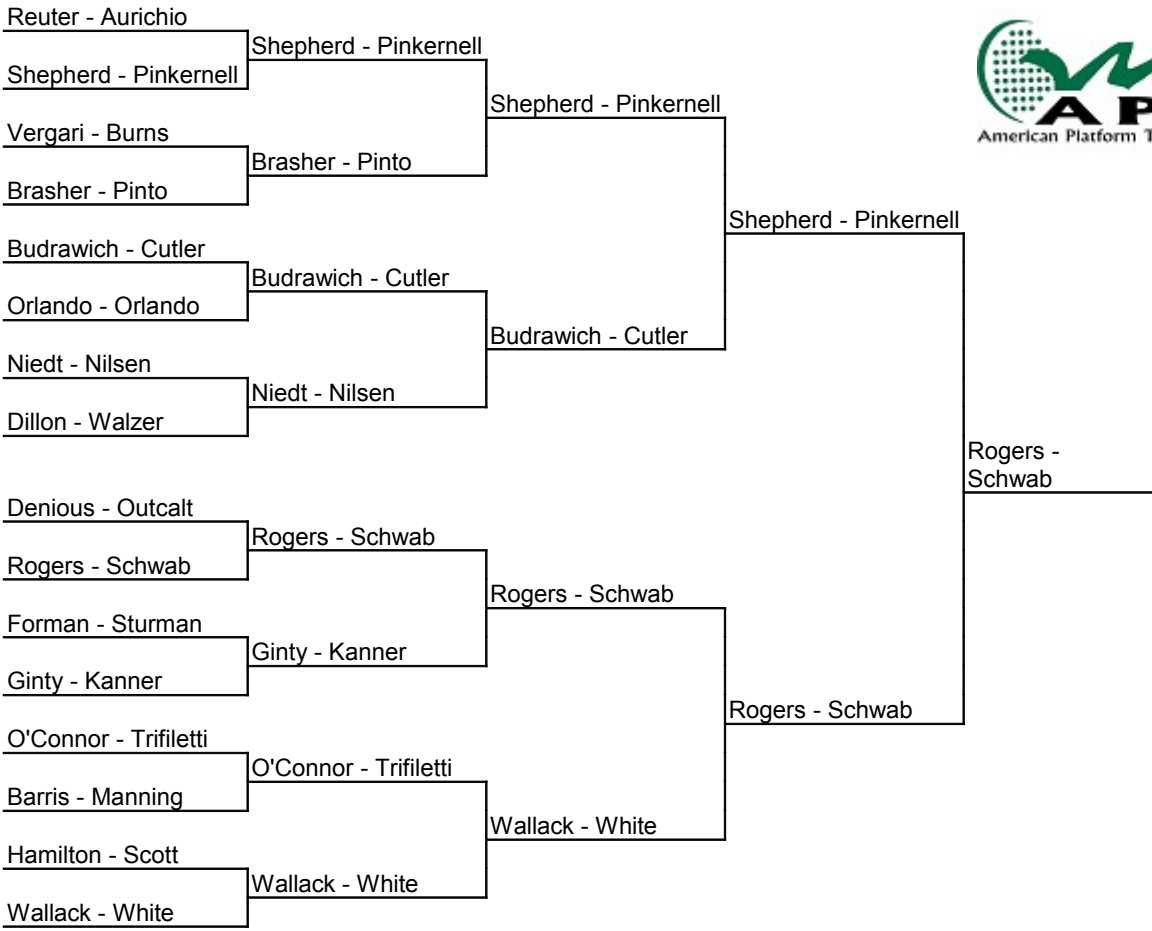 Reuter - Aurichio
Shepherd - Pinkernell
Vergari - Burns
Brasher - Pinto
Budrawich - Cutler
Orlando - Orlando
Niedt - Nilsen
Dillon - Walzer
Denious - Outcalt
Rogers - Schwab
Forman - Sturman
Ginty - Kanner
O'Connor - Trifiletti
Barris - Manning
Hamilton - Scott
Wallack - White
Shepherd - Pinkernell
Brasher - Pinto
Budrawich - Cutler
Niedt - Nilsen
Rogers - Schwab
Ginty - Kanner
O'Connor - Trifiletti
Wallack - White
Shepherd - Pinkernell
Budrawich - Cutler
Rogers - Schwab
Wallack - White
Shepherd - Pinkernell
Rogers - Schwab
Rogers -
Schwab
AP
American Platform T